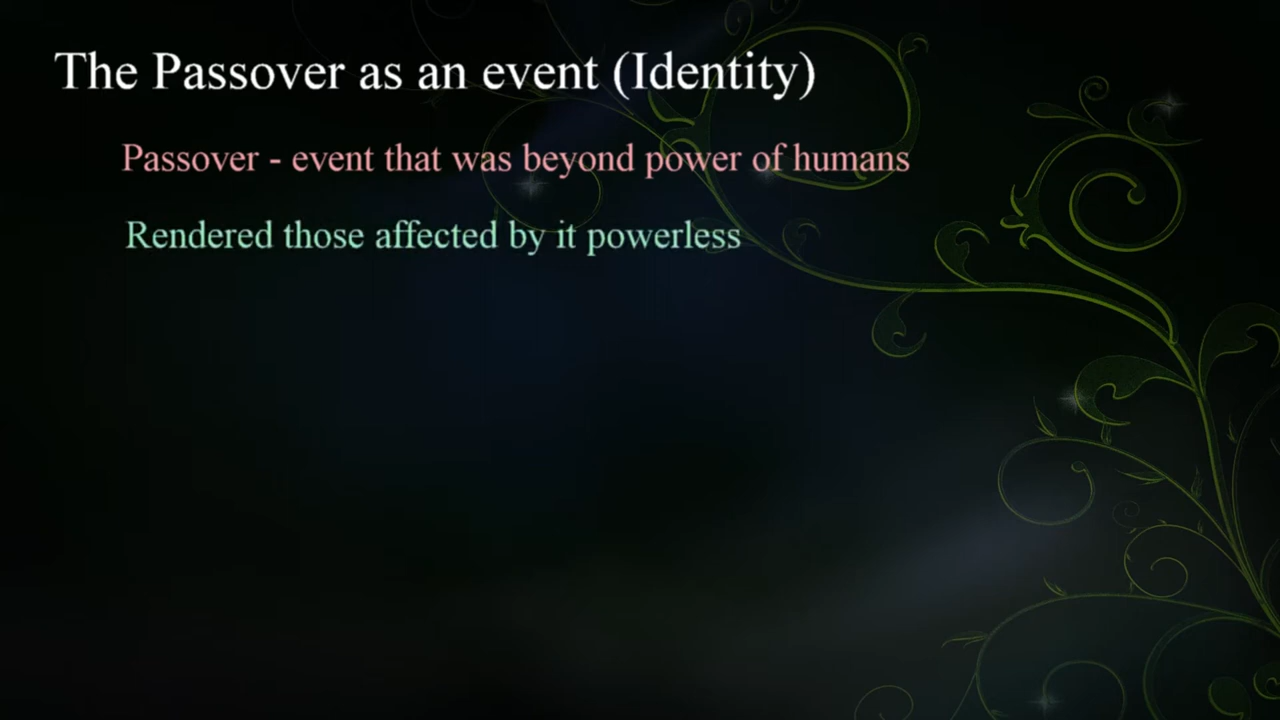 The Passover as an event (Identity)
Passover - event that was beyond power of humans
Rendered those affected by it powerless